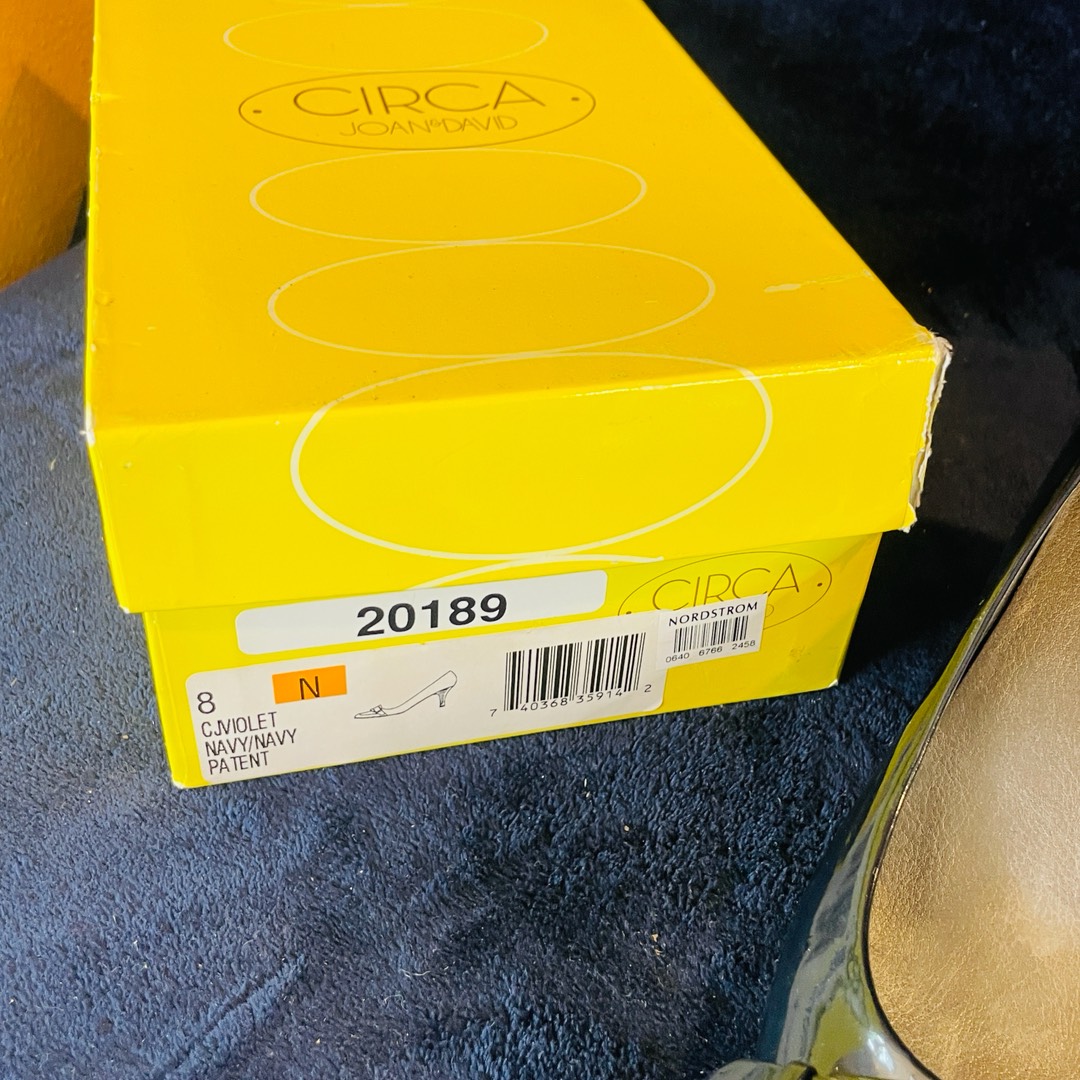 CIRCA
JOAN & DAVID
CIRCA
D
20189
NORDSTROM
0640 6766 2458
8
N
CJVIOLET
NAVY/NAVY
PATENT
7 40368 35914 2